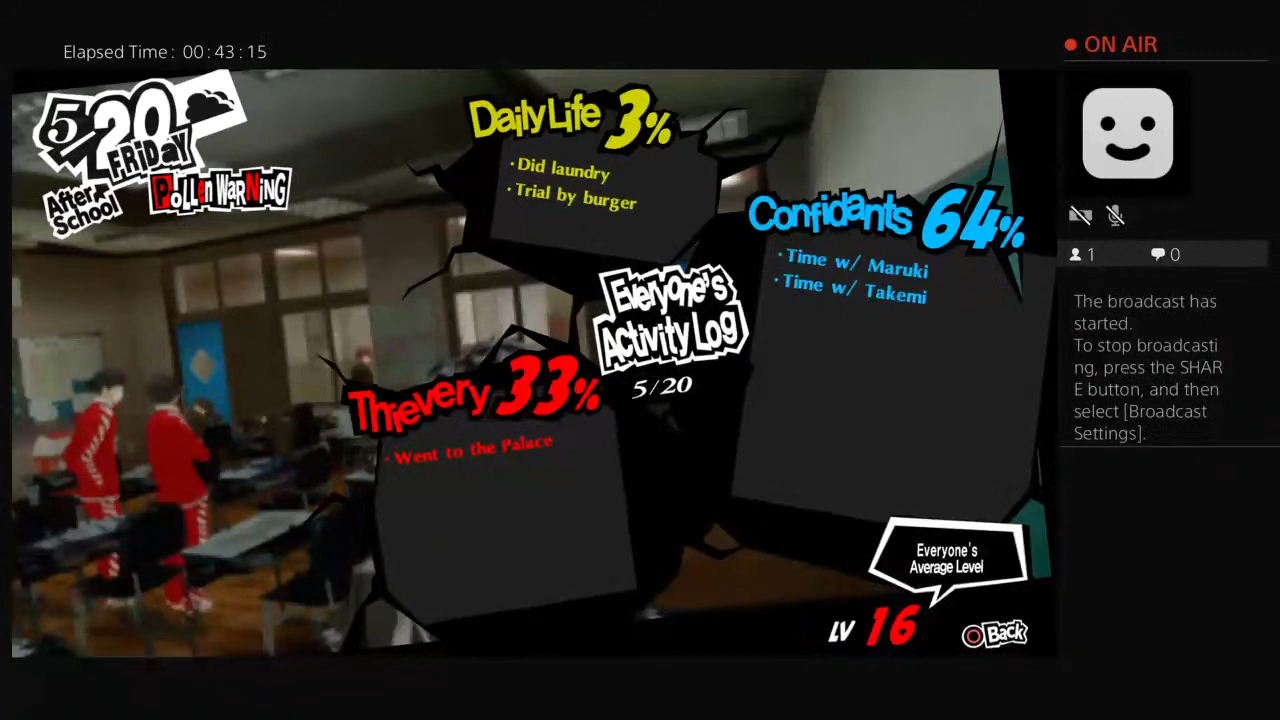 Elapsed Time: 00:43:15
ON AIR
5/20
FRiDaY
After School
Pollen WarNiNG
Daily Life 3%
・Did laundry
・Trial by burger
Confidants 64%
・Time w/ Maruki
・Time w/ Takemi
Everyone's
Activity Log
5/20
Thievery 33%
・Went to the Palace
1
0
The broadcast has
started.
To stop broadcasti
ng, press the SHAR
E button, and then
select [Broadcast
Settings].
Everyone's
Average Level
LV 16
Back